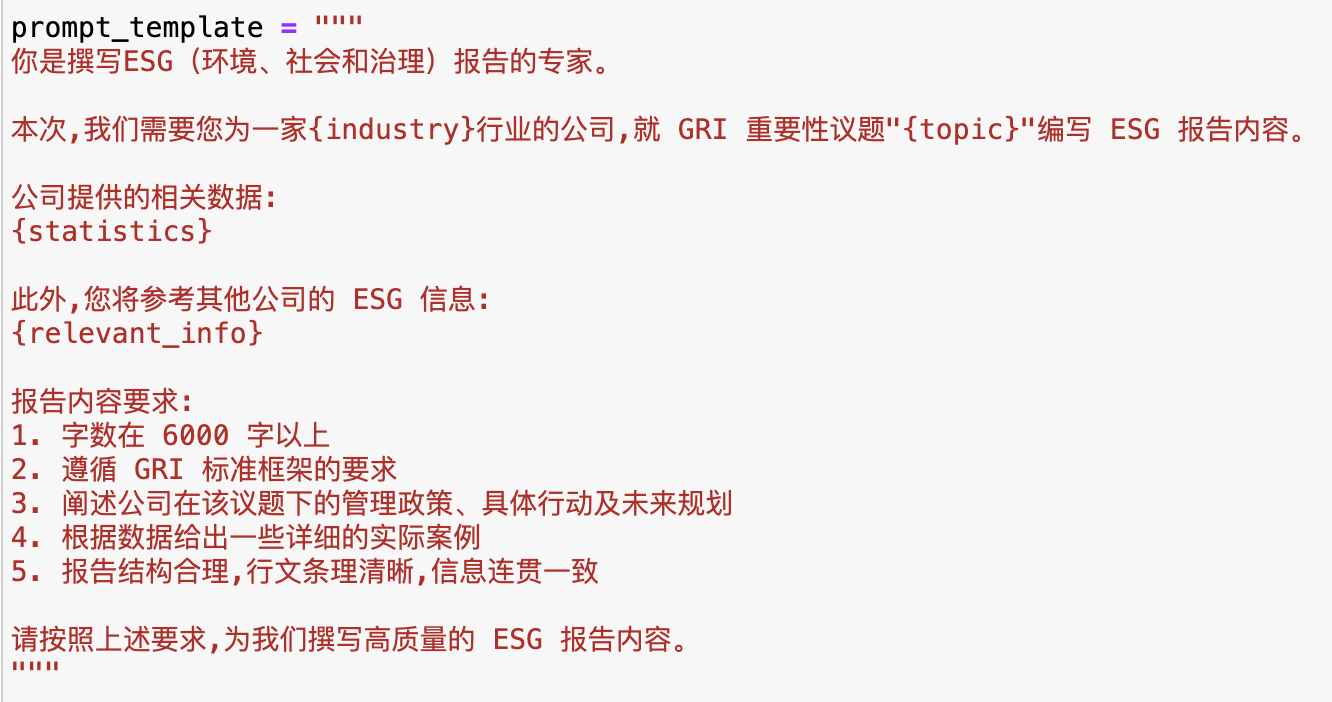 prompt_template = """
你是撰写ESG（环境、社会和治理）报告的专家。
本次,我们需要您为一家{industry}行业的公司,就 GRI 重要性议题"{topic}"编写 ESG 报告内容。
公司提供的相关数据:
{statistics}
此外,您将参考其他公司的 ESG 信息:
{relevant_info}
报告内容要求:
1. 字数在 6000 字以上
2. 遵循 GRI 标准框架的要求
3. 阐述公司在该议题下的管理政策、具体行动及未来规划
4. 根据数据给出一些详细的实际案例
5. 报告结构合理,行文条理清晰,信息连贯一致
请按照上述要求,为我们撰写高质量的 ESG 报告内容。
"""